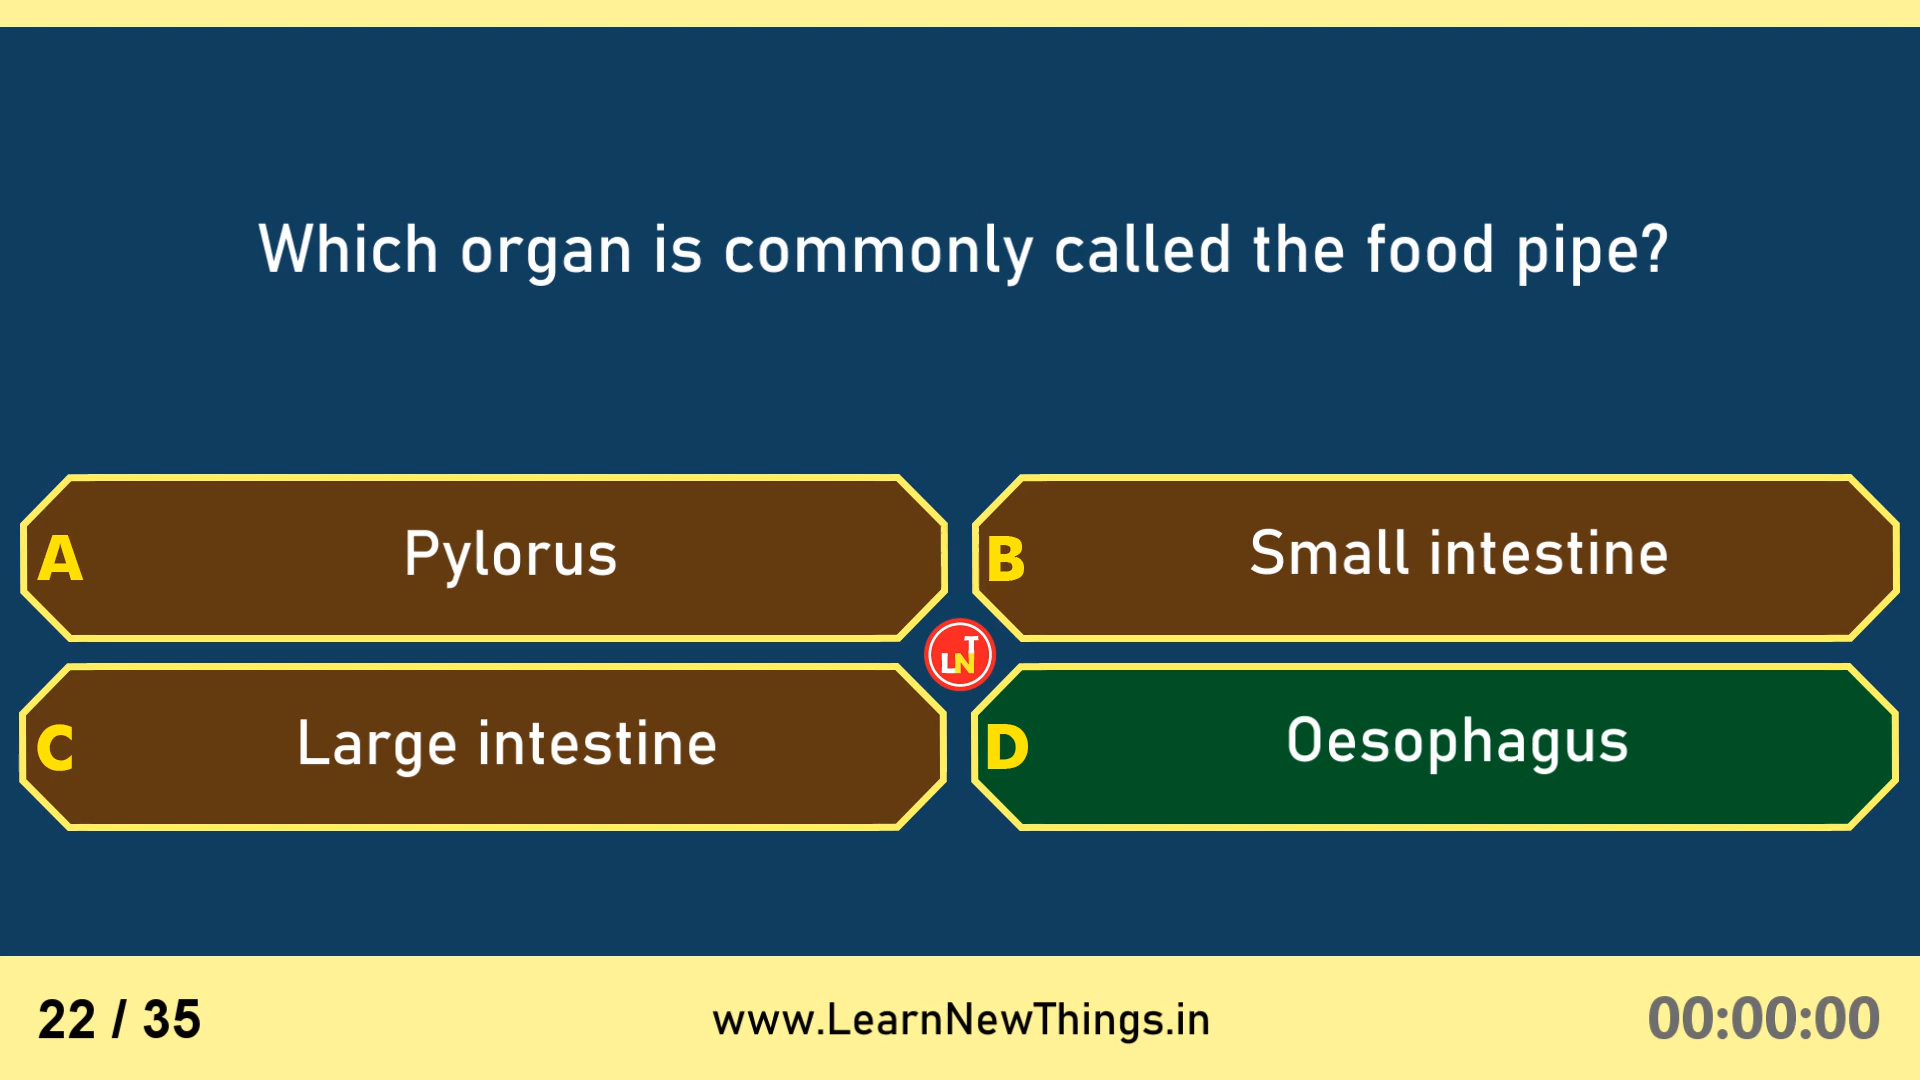 Which organ is commonly called the food pipe?
A Pylorus
B Small intestine
LNT
C Large intestine
D Oesophagus
22 / 35
www.LearnNewThings.in
00:00:00